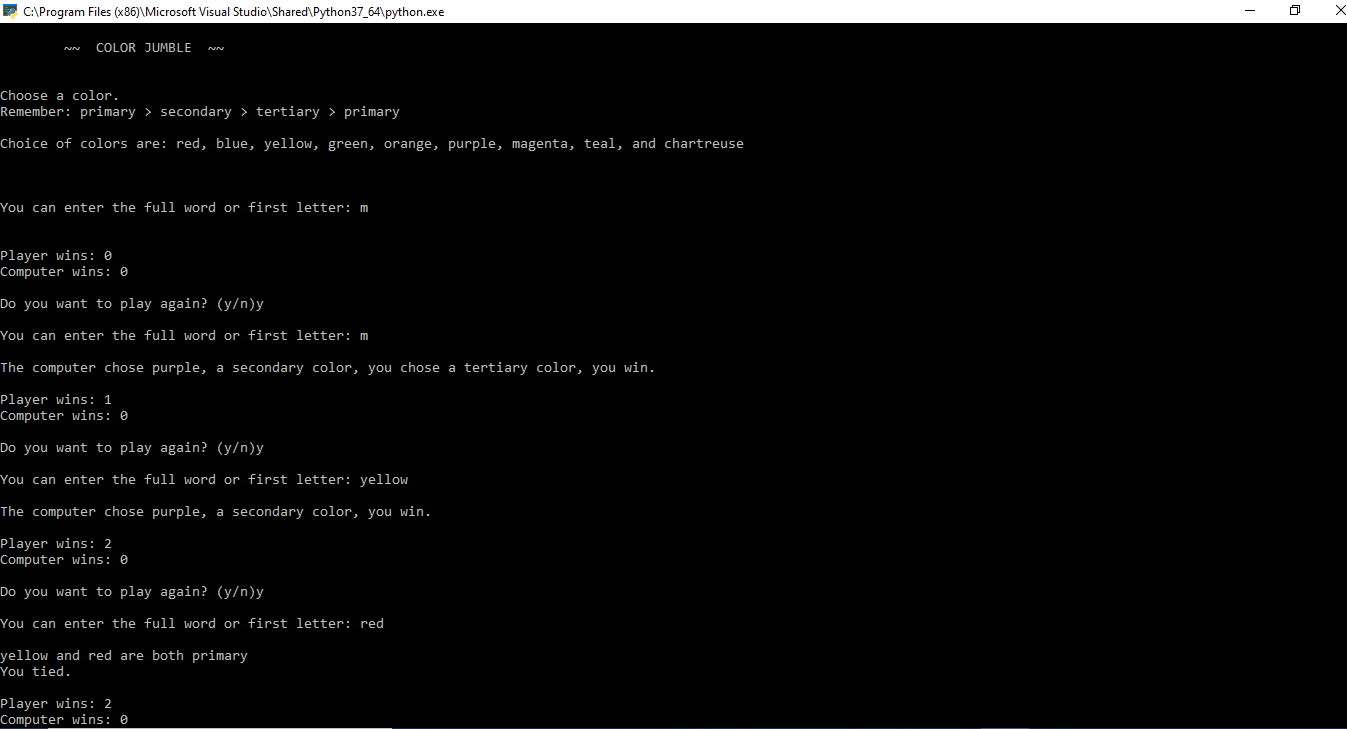 C:\Program Files (x86)\Microsoft Visual Studio\Shared\Python37_64\python.exe
~~  COLOR JUMBLE  ~~
Choose a color.
Remember: primary > secondary > tertiary > primary
Choice of colors are: red, blue, yellow, green, orange, purple, magenta, teal, and chartreuse
You can enter the full word or first letter: m
Player wins: 0
Computer wins: 0
Do you want to play again? (y/n)y
You can enter the full word or first letter: m
The computer chose purple, a secondary color, you chose a tertiary color, you win.
Player wins: 1
Computer wins: 0
Do you want to play again? (y/n)y
You can enter the full word or first letter: yellow
The computer chose purple, a secondary color, you win.
Player wins: 2
Computer wins: 0
Do you want to play again? (y/n)y
You can enter the full word or first letter: red
yellow and red are both primary
You tied.
Player wins: 2
Computer wins: 0